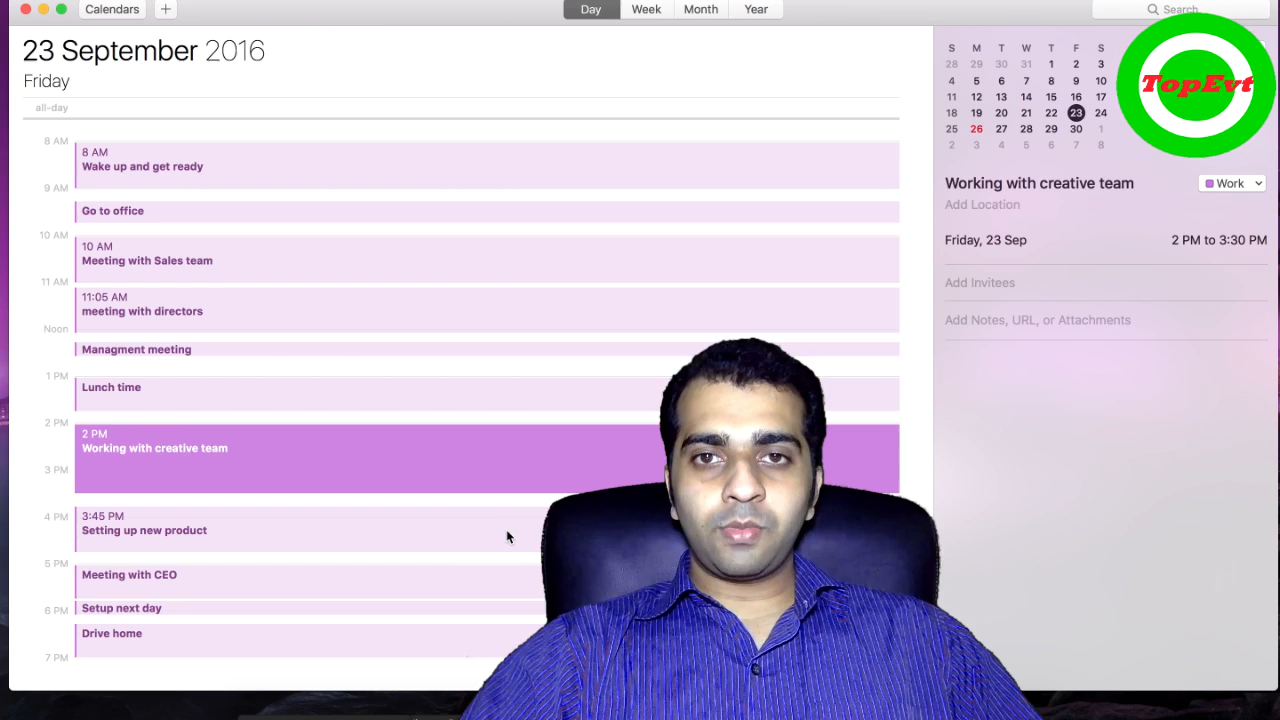 Calendars
+
Day
Week
Month
Year
Search
23 September 2016
Friday
all-day
8 AM
8 AM
Wake up and get ready
9 AM
Go to office
10 AM
10 AM
Meeting with Sales team
11 AM
11:05 AM
meeting with directors
Noon
Managment meeting
1 PM
Lunch time
2 PM
2 PM
Working with creative team
3 PM
4 PM
3:45 PM
Setting up new product
5 PM
Meeting with CEO
6 PM
Setup next day
Drive home
7 PM
S M T W T F S
28 29 30 31 1 2 3
4 5 6 7 8 9 10
11 12 13 14 15 16 17
18 19 20 21 22 23 24
25 26 27 28 29 30 1
2 3 4 5 6 7 8
TopEvt
Working with creative team
Work
Add Location
Friday, 23 Sep
2 PM to 3:30 PM
Add Invitees
Add Notes, URL, or Attachments